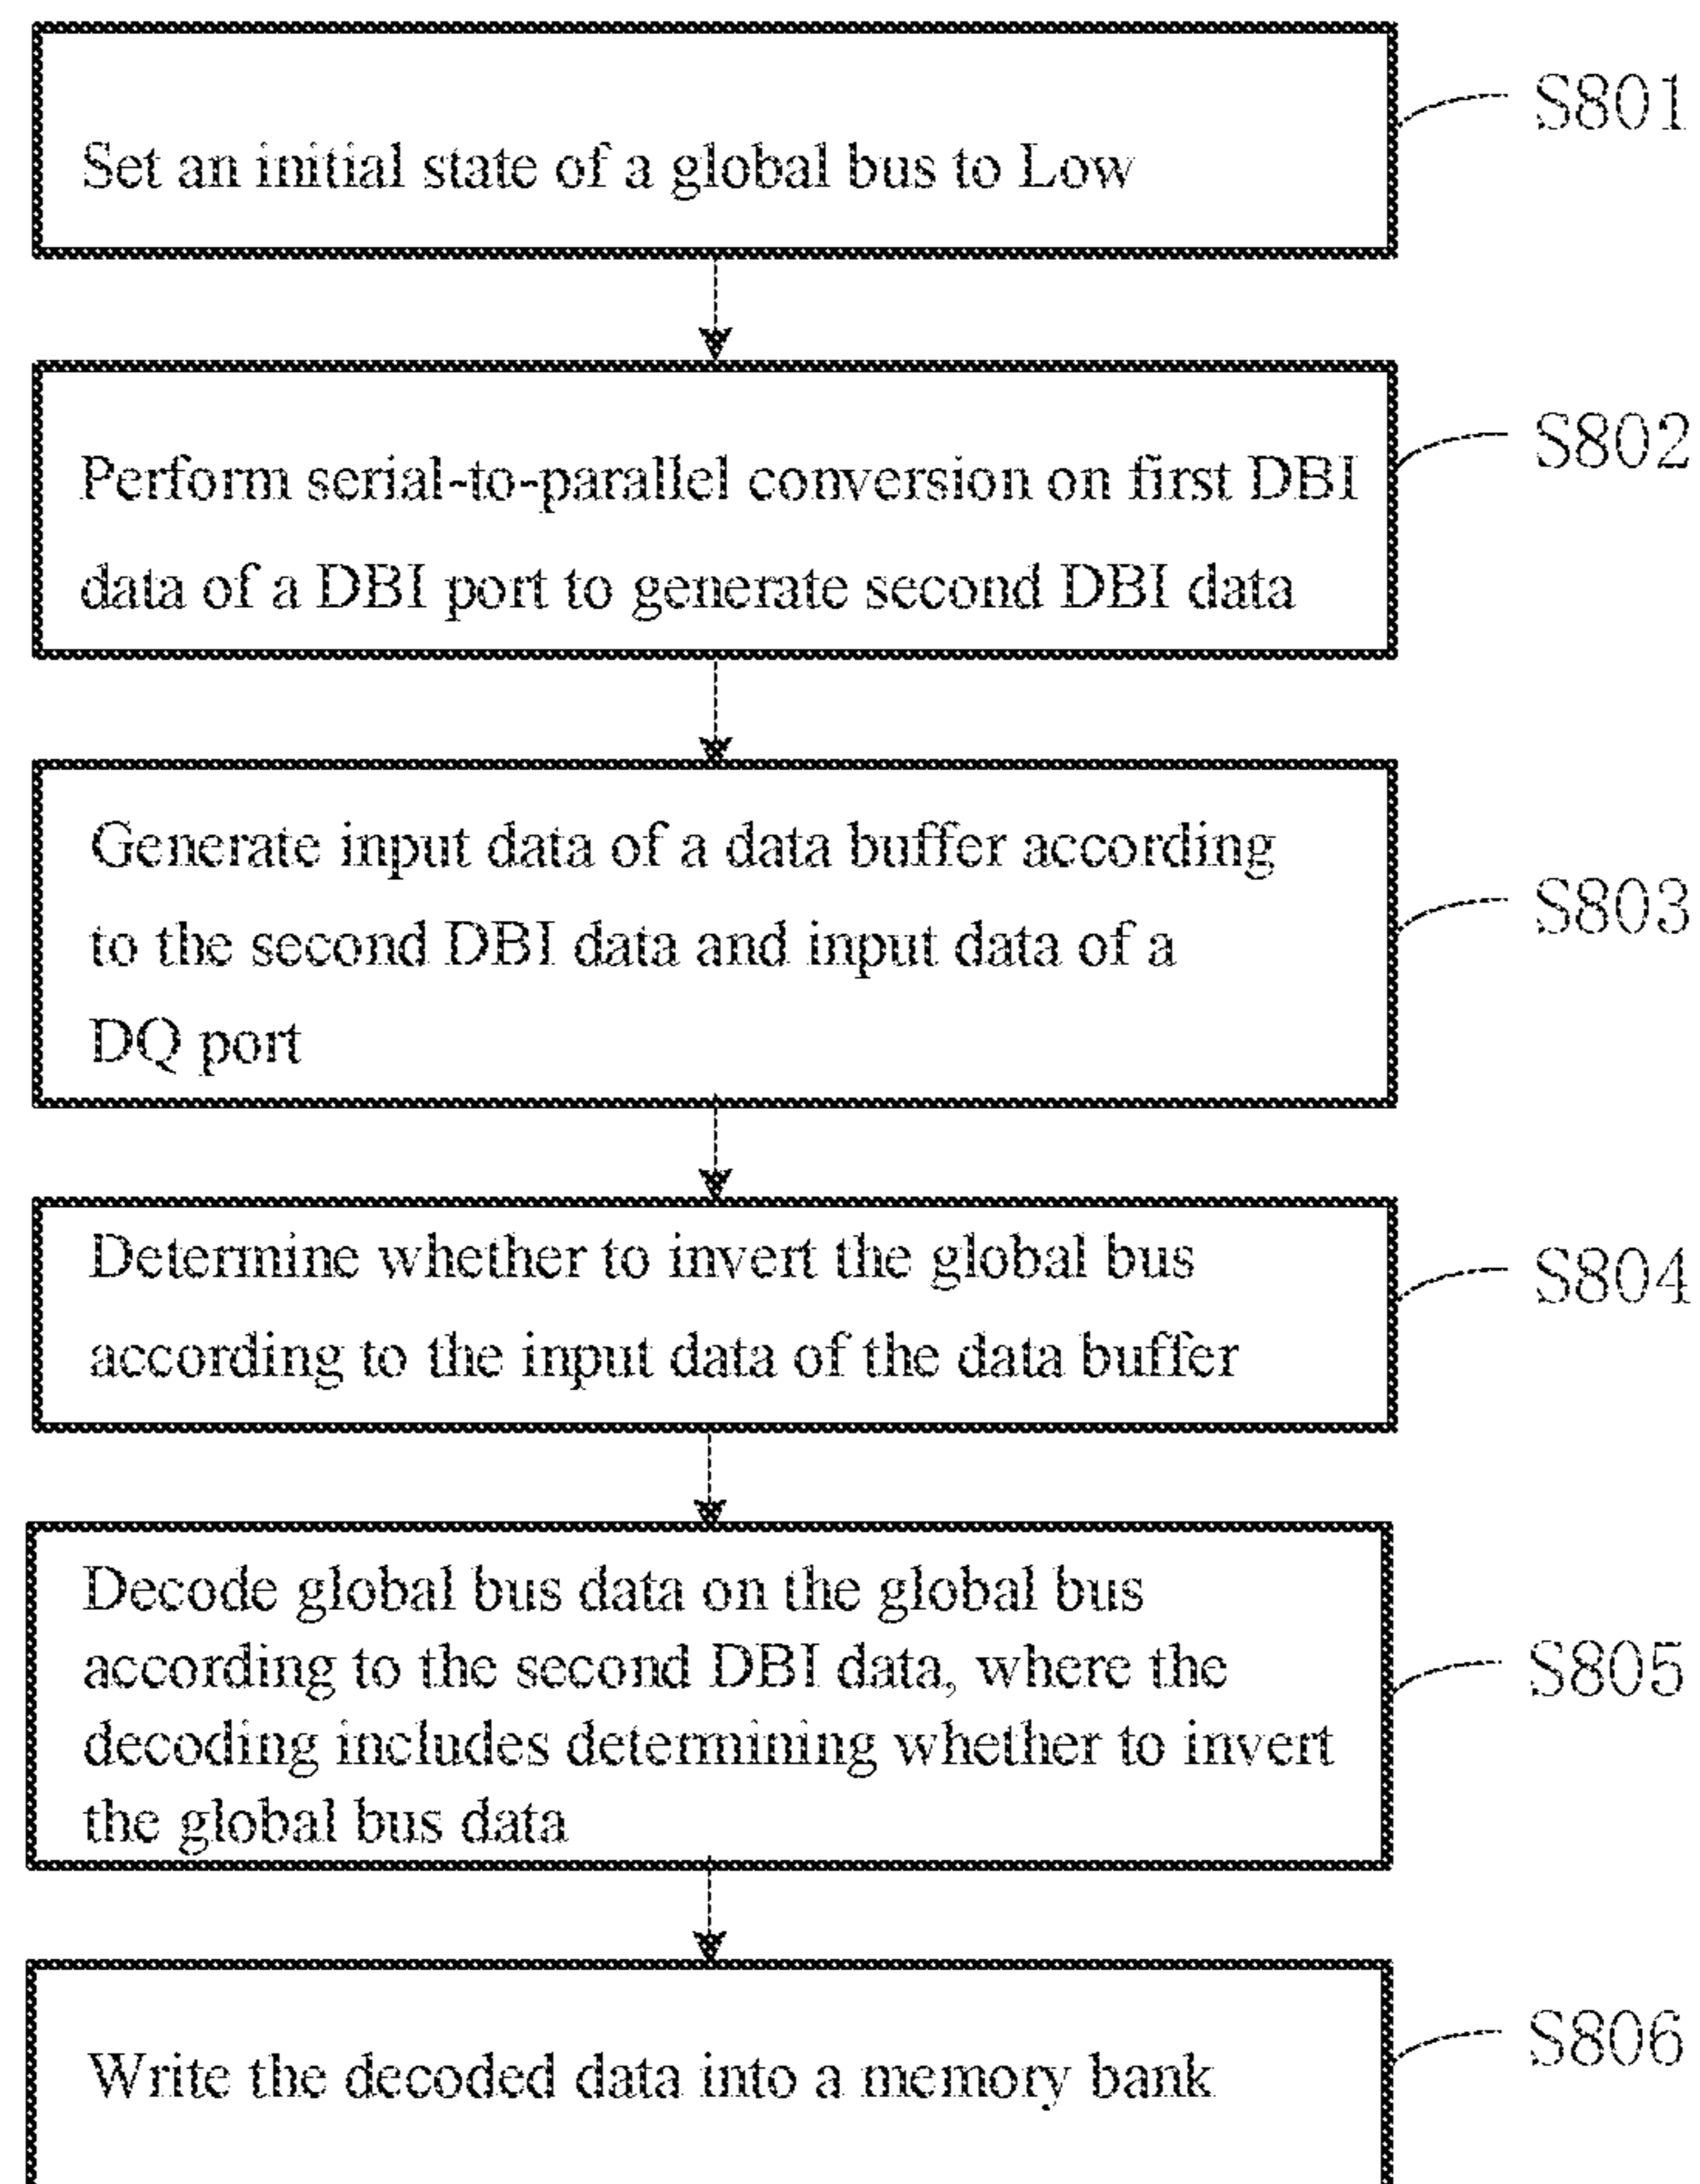 Set an initial state of a global bus to Low
S801
Perform serial-to-parallel conversion on first DBI
data of a DBI port to generate second DBI data
S802
Generate input data of a data buffer according
to the second DBI data and input data of a
DQ port
S803
Determine whether to invert the global bus
according to the input data of the data buffer
S804
Decode global bus data on the global bus
according to the second DBI data, where the
decoding includes determining whether to invert
the global bus data
S805
Write the decoded data into a memory bank
S806